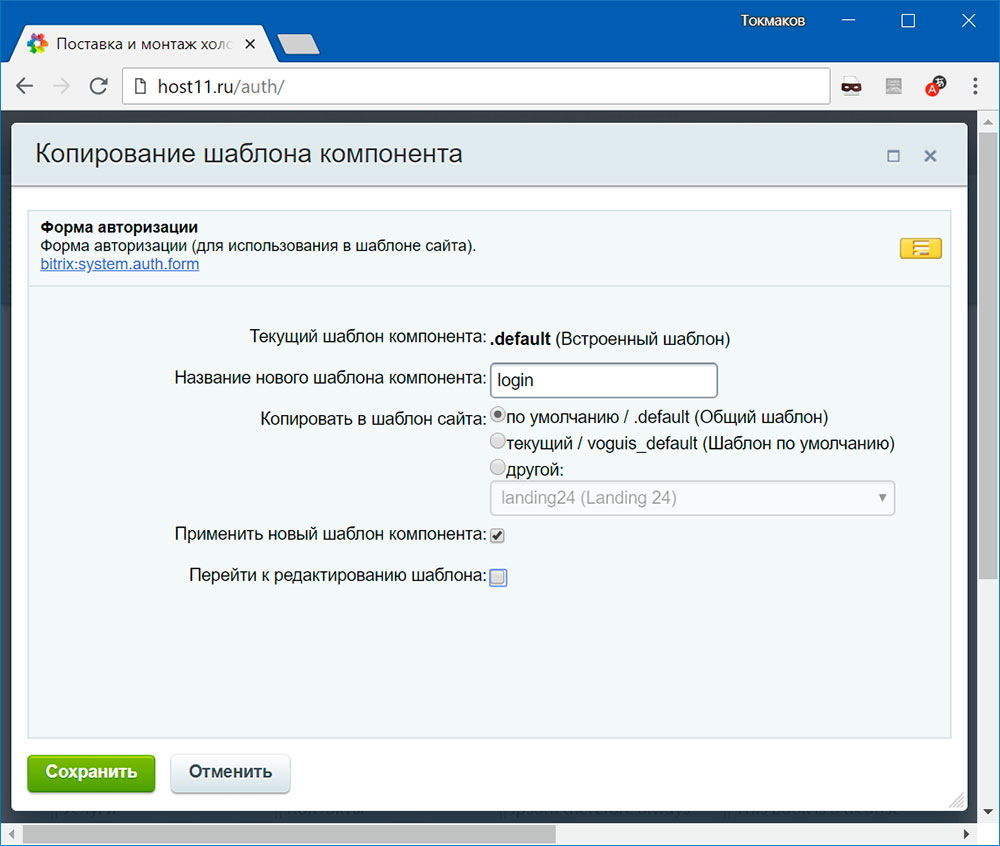 Токмаков
Поставка и монтаж холо
host11.ru/auth/
Копирование шаблона компонента
Форма авторизации
Форма авторизации (для использования в шаблоне сайта).
bitrix:system.auth.form
Текущий шаблон компонента: .default (Встроенный шаблон)
Название нового шаблона компонента: login
Копировать в шаблон сайта: по умолчанию / .default (Общий шаблон)
текущий / voguis_default (Шаблон по умолчанию)
другой:
landing24 (Landing 24)
Применить новый шаблон компонента:
Перейти к редактированию шаблона:
Сохранить Отменить